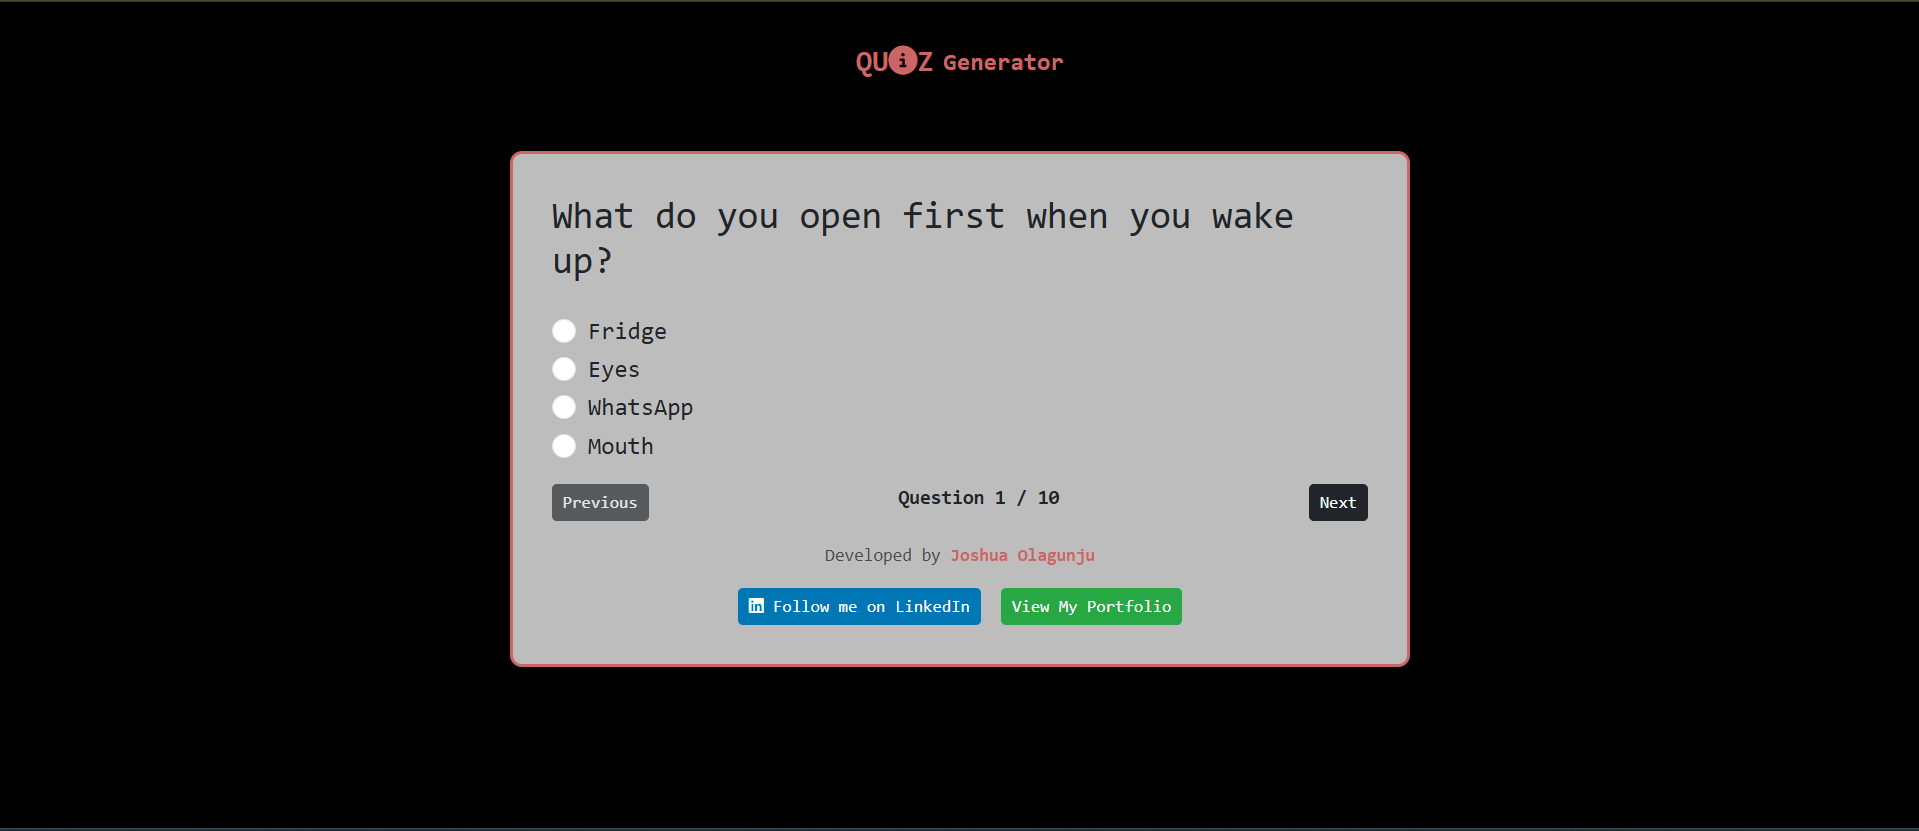 QUiZ Generator
What do you open first when you wake
up?
Fridge
Eyes
WhatsApp
Mouth
Previous
Question 1 / 10
Next
Developed by Joshua Olagunju
in Follow me on LinkedIn
View My Portfolio